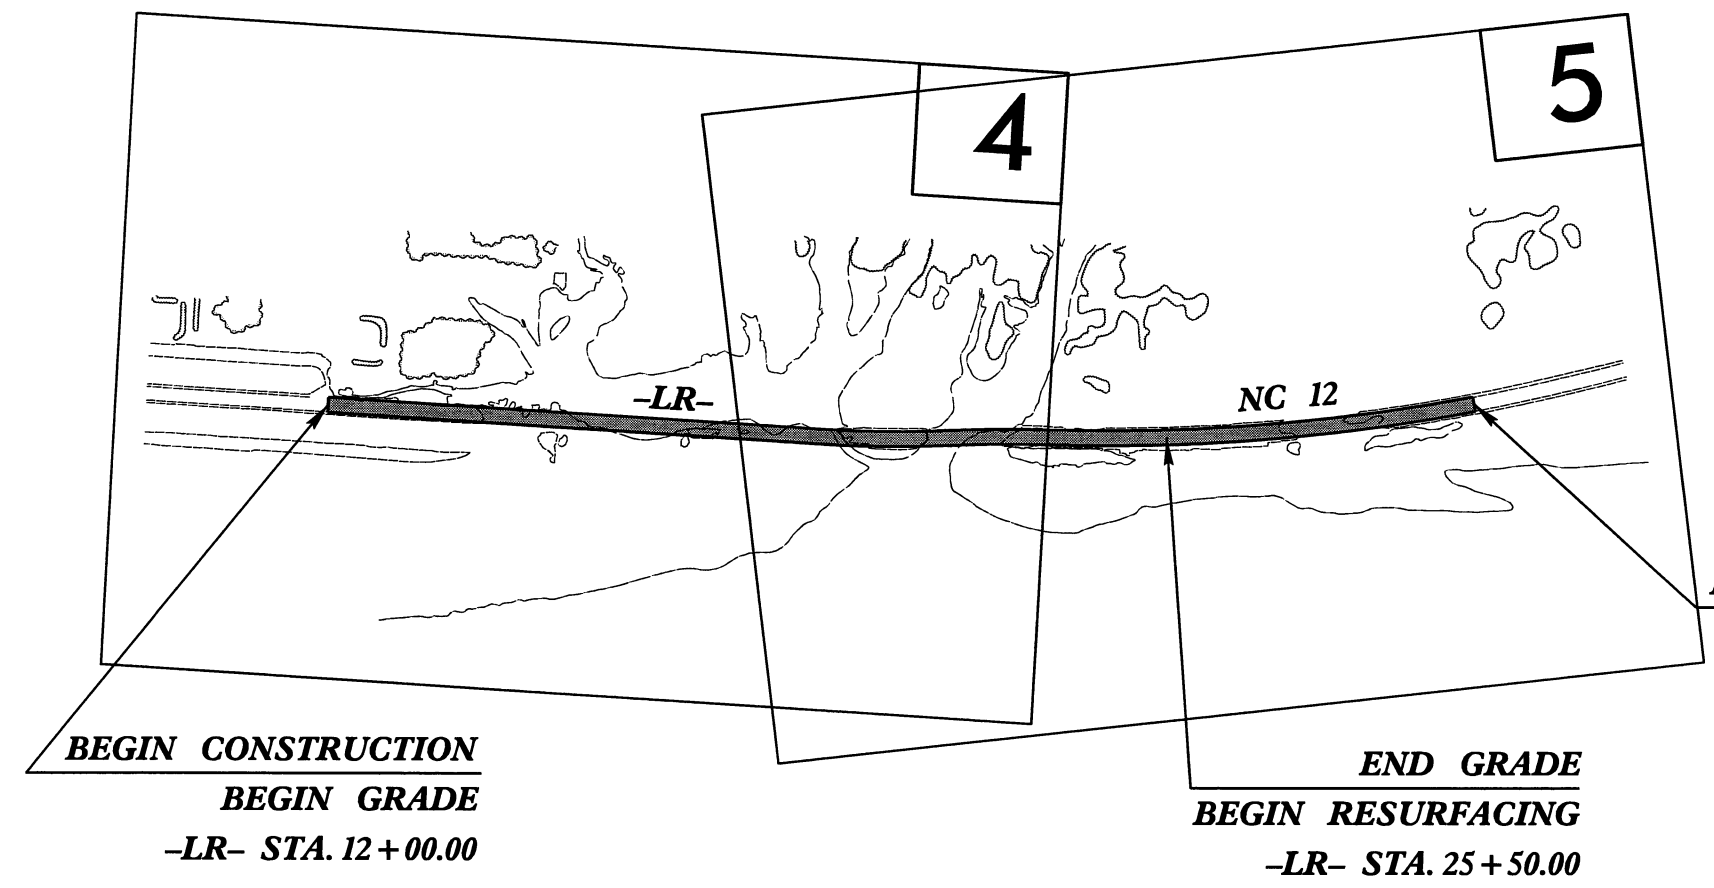 5
4
–LR–
NC 12
BEGIN CONSTRUCTION
BEGIN GRADE
–LR– STA. 12+00.00
END GRADE
BEGIN RESURFACING
–LR– STA. 25+50.00